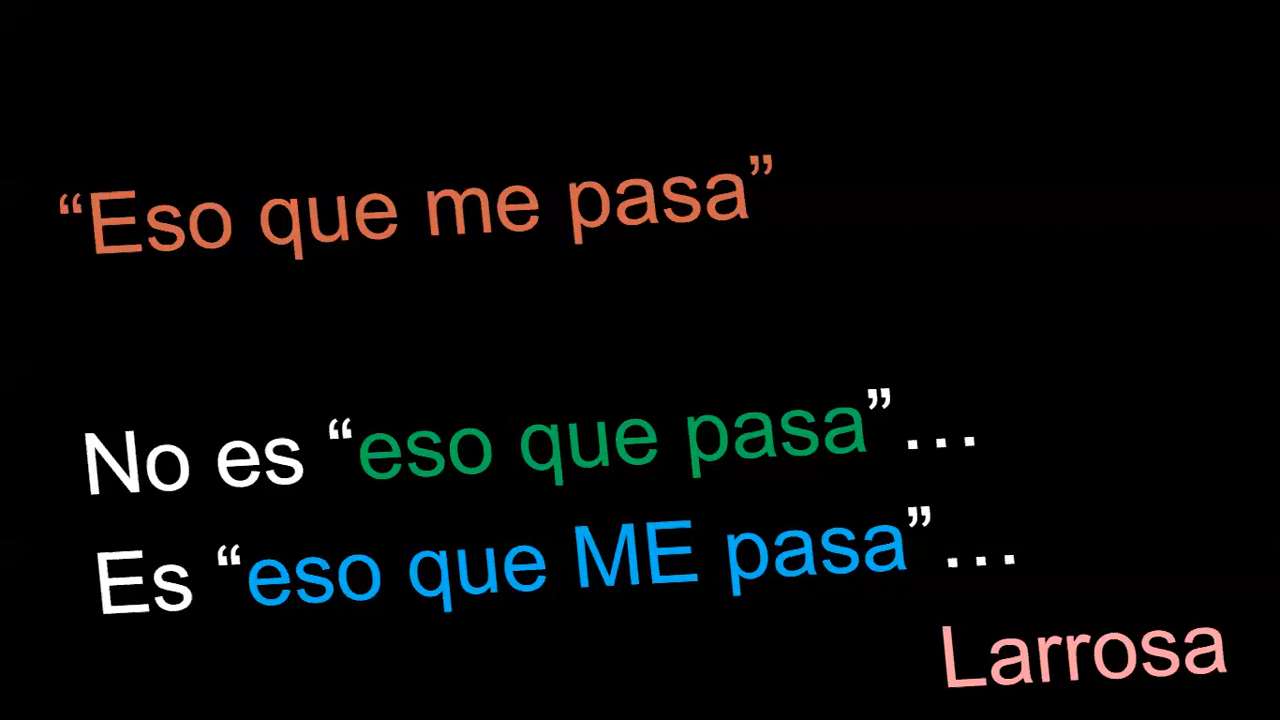 “Eso que me pasa”
No es “eso que pasa”...
Es “eso que ME pasa”...
Larrosa